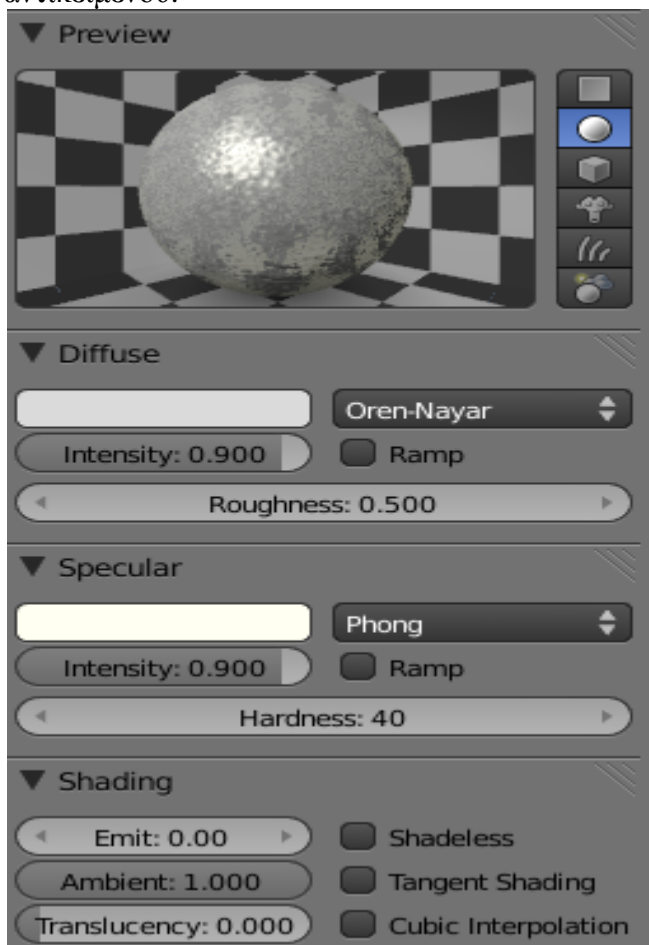 αντικειμένου.
Preview
Diffuse
Oren-Nayar
Intensity: 0.900 Ramp
Roughness: 0.500
Specular
Phong
Intensity: 0.900 Ramp
Hardness: 40
Shading
Emit: 0.00 Shadeless
Ambient: 1.000 Tangent Shading
Translucency: 0.000 Cubic Interpolation